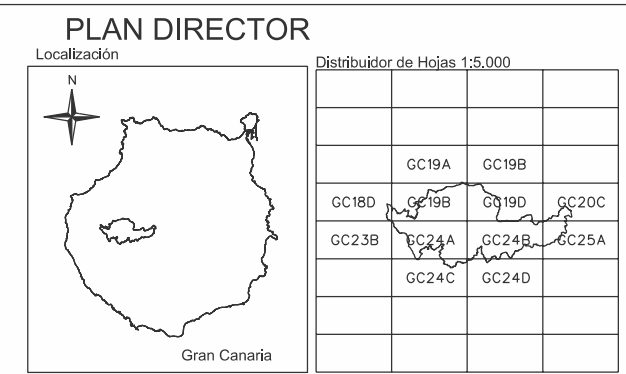 PLAN DIRECTOR
Localización
N
Gran Canaria
Distribuidor de Hojas 1:5.000
GC19A GC19B
GC18D GC19B GC19D GC20C
GC23B GC24A GC24B GC25A
GC24C GC24D